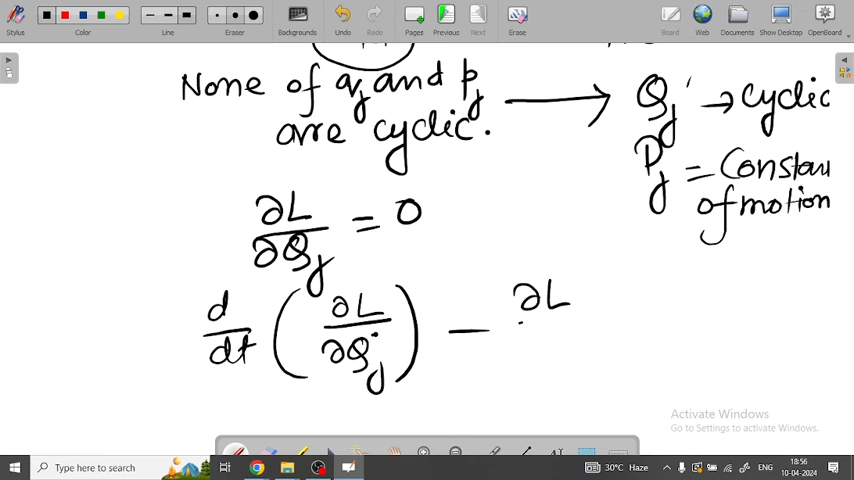 Stylus
Color
Line
Eraser
Backgrounds
Undo
Redo
Pages
Previous
Next
Erase
Board
Web
Documents
Show Desktop
OpenBoard
None of qj and pj
are cyclic.
Qj → cyclic
Pj = Constan
of motion
∂L/∂Qj = 0
d/dt (∂L/∂Q̇j) − ∂L
Activate Windows
Go to Settings to activate Windows.
Type here to search
30°C Haze
ENG
18:56
10-04-2024